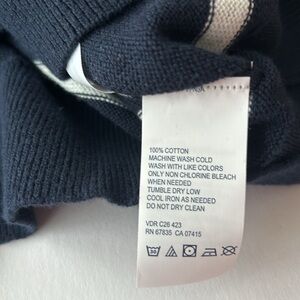 100% COTTON
MACHINE WASH COLD
WASH WITH LIKE COLORS
ONLY NON CHLORINE BLEACH
WHEN NEEDED
TUMBLE DRY LOW
COOL IRON AS NEEDED
DO NOT DRY CLEAN
VDR C26 423
RN 67835 CA 07415